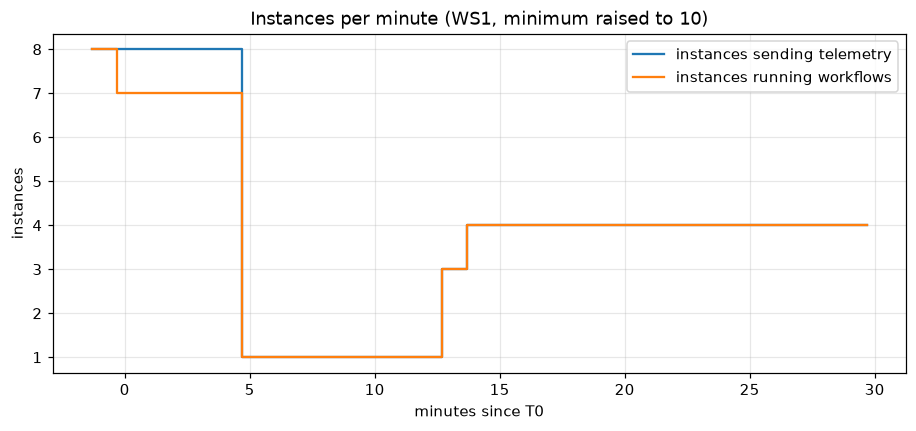 Instances per minute (WS1, minimum raised to 10)
instances sending telemetry
instances running workflows
instances
8
7
6
5
4
3
2
1
0 5 10 15 20 25 30
minutes since T0